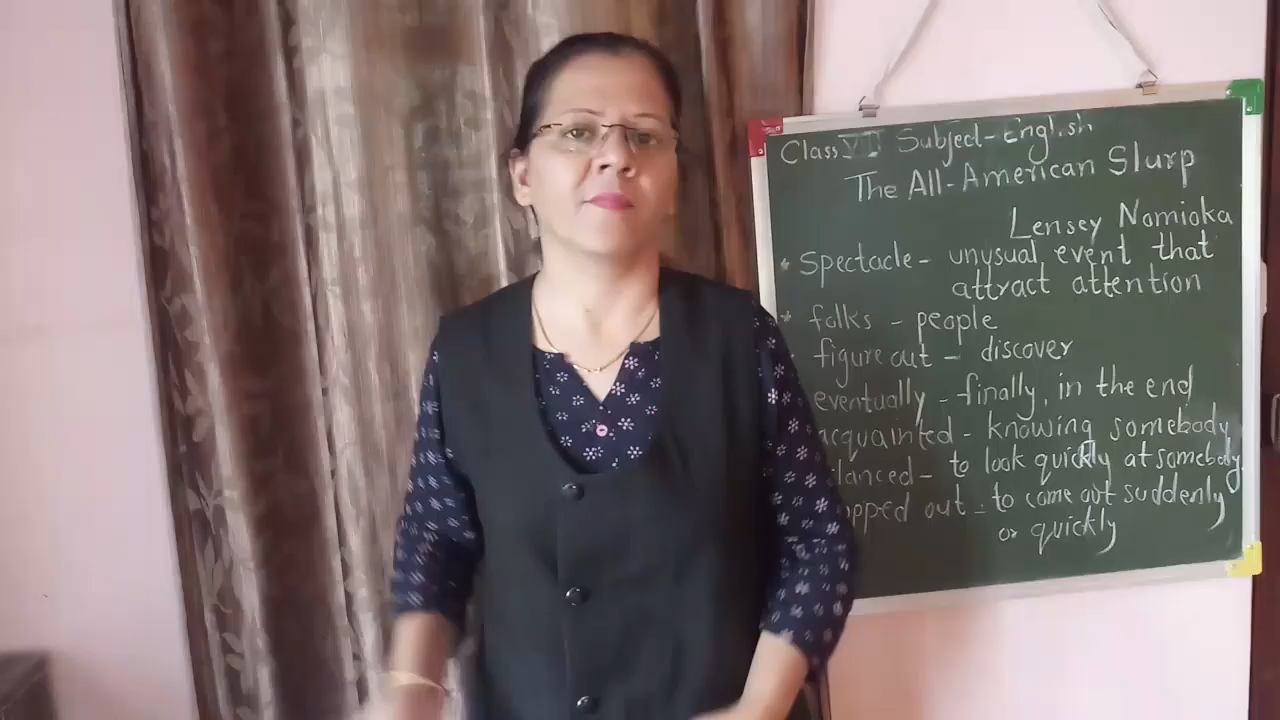 Class VII Subject-English
The All-American Slurp
Lensey Namioka
* Spectacle - unusual event that
attract attention
* folks - people
figure out - discover
eventually - finally, in the end
acquainted - knowing somebody
to look quickly at somebody
out - to come out suddenly
or quickly